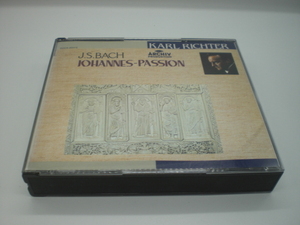 KARL RICHTER
ARCHIV
J.S. BACH
JOHANNES-PASSION